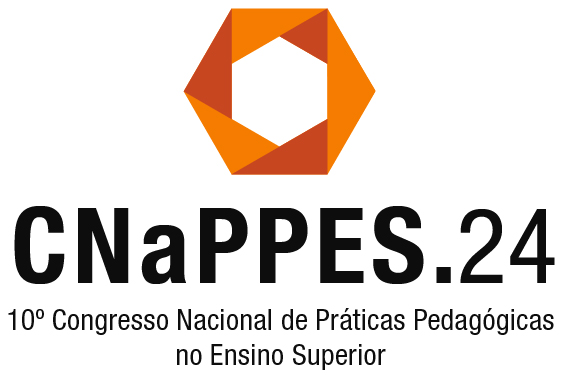 CNaPPES.24
10º Congresso Nacional de Práticas Pedagógicas
no Ensino Superior